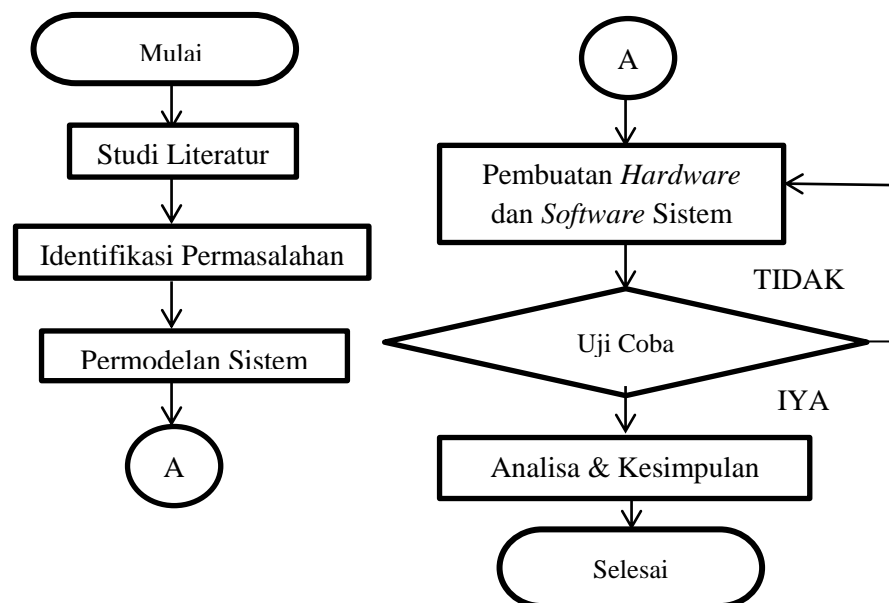 Mulai
Studi Literatur
Identifikasi Permasalahan
Permodelan Sistem
A
A
Pembuatan Hardware
dan Software Sistem
TIDAK
Uji Coba
IYA
Analisa & Kesimpulan
Selesai